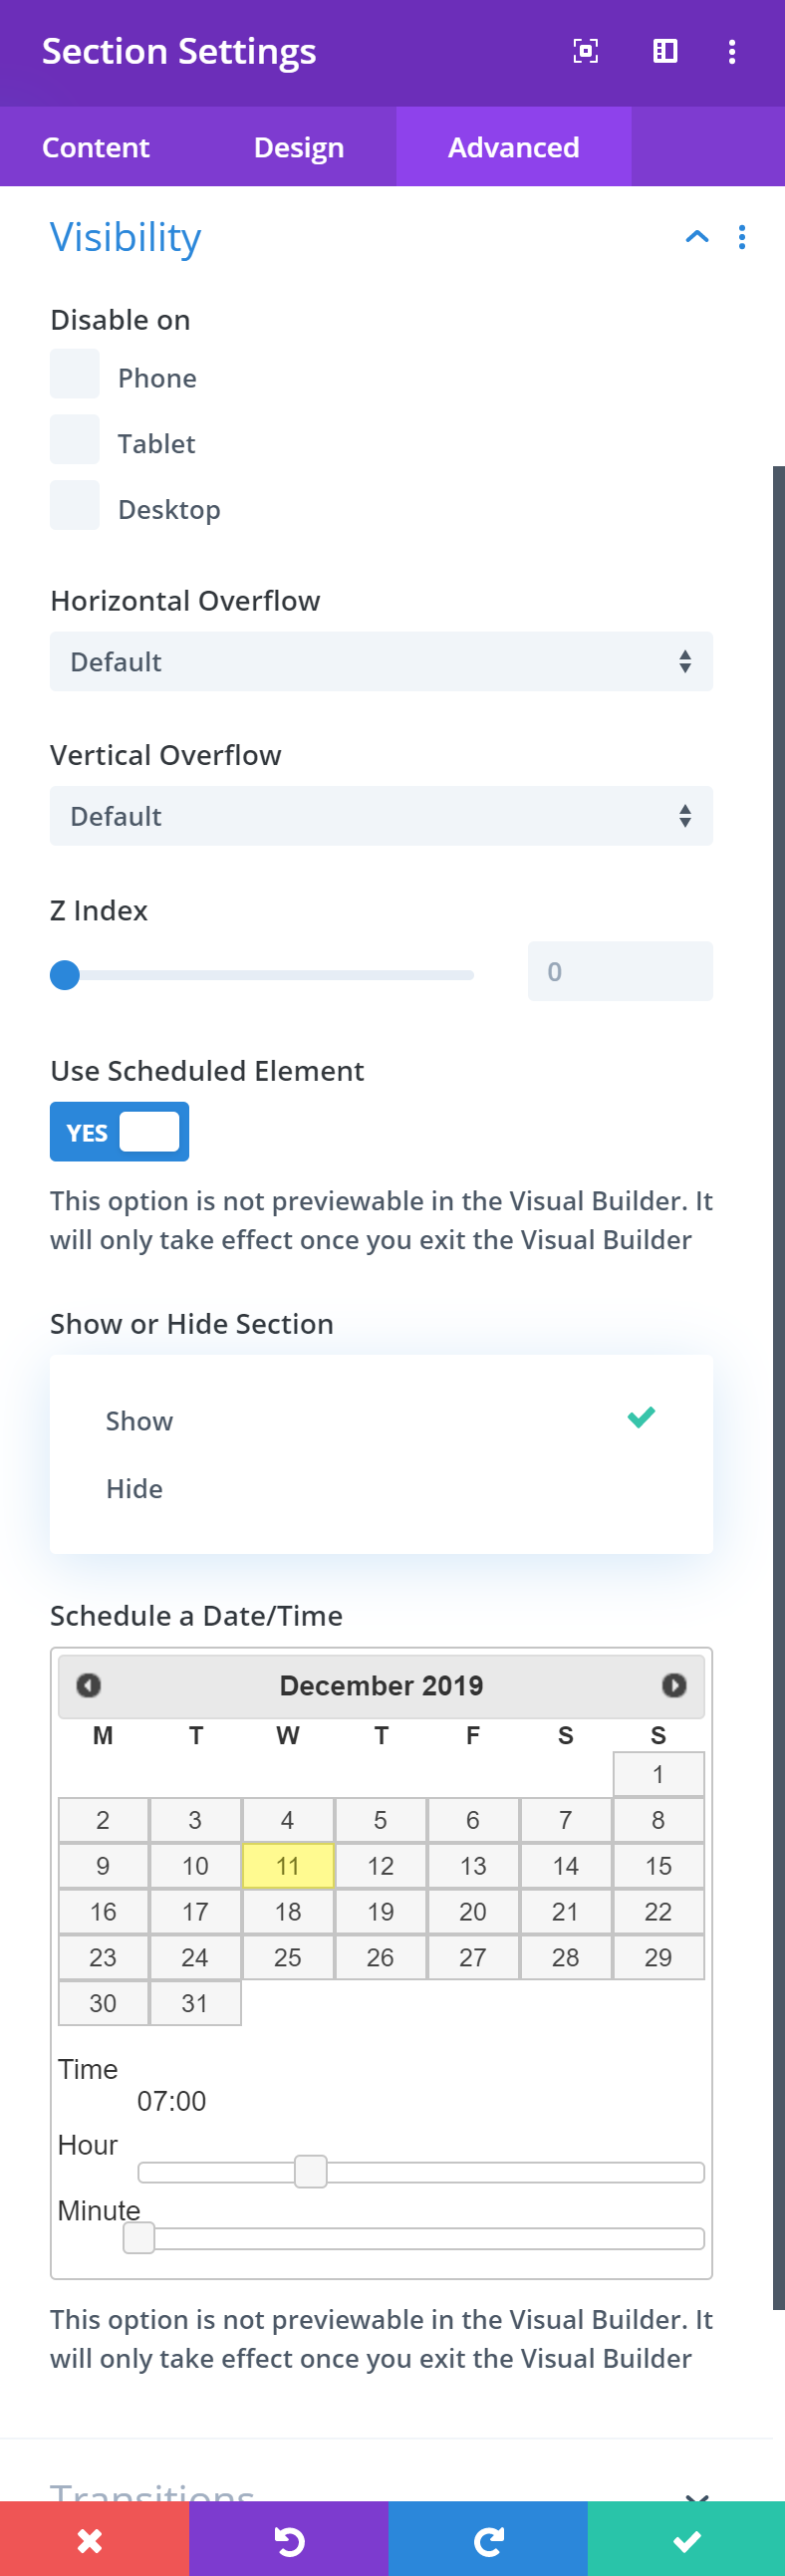 Section Settings
Content Design Advanced
Visibility
Disable on
Phone
Tablet
Desktop
Horizontal Overflow
Default
Vertical Overflow
Default
Z Index
0
Use Scheduled Element
YES
This option is not previewable in the Visual Builder. It
will only take effect once you exit the Visual Builder
Show or Hide Section
Show
Hide
Schedule a Date/Time
December 2019
M T W T F S S
1
2 3 4 5 6 7 8
9 10 11 12 13 14 15
16 17 18 19 20 21 22
23 24 25 26 27 28 29
30 31
Time
07:00
Hour
Minute
This option is not previewable in the Visual Builder. It
will only take effect once you exit the Visual Builder
Transitions